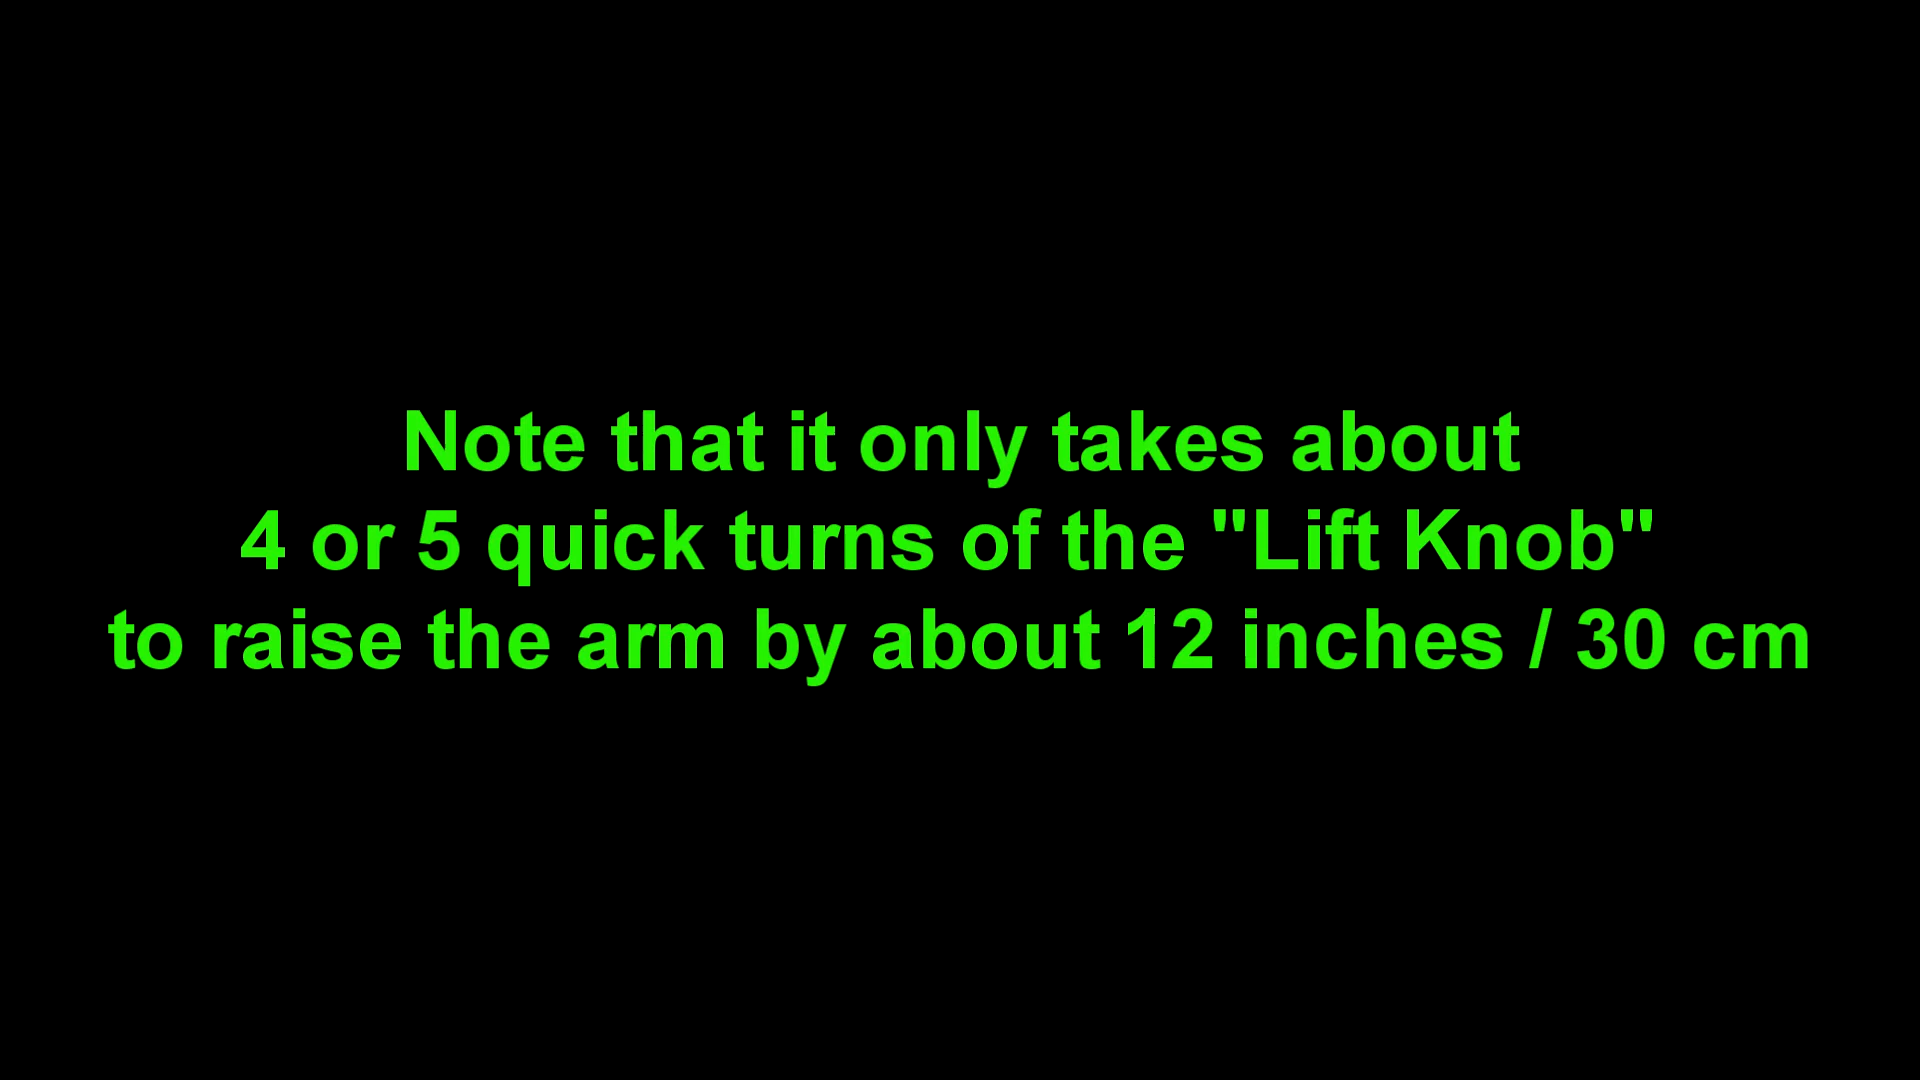 Note that it only takes about
4 or 5 quick turns of the "Lift Knob"
to raise the arm by about 12 inches / 30 cm